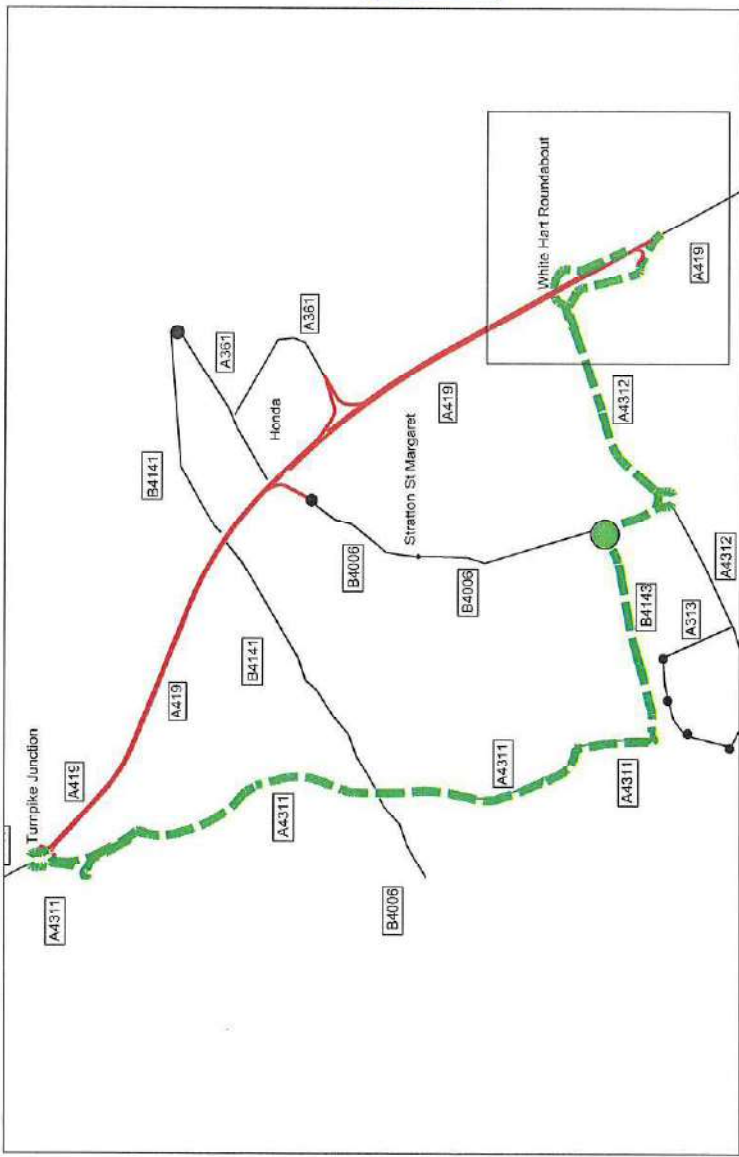 Turnpike Junction
A4311
A419
A419
B4141
A361
A361
Honda
B4141
B4006
Stratton St Margaret
B4006
A419
White Hart Roundabout
A419
A4312
A4311
A4311
A4311
B4006
B4143
A313
A4312